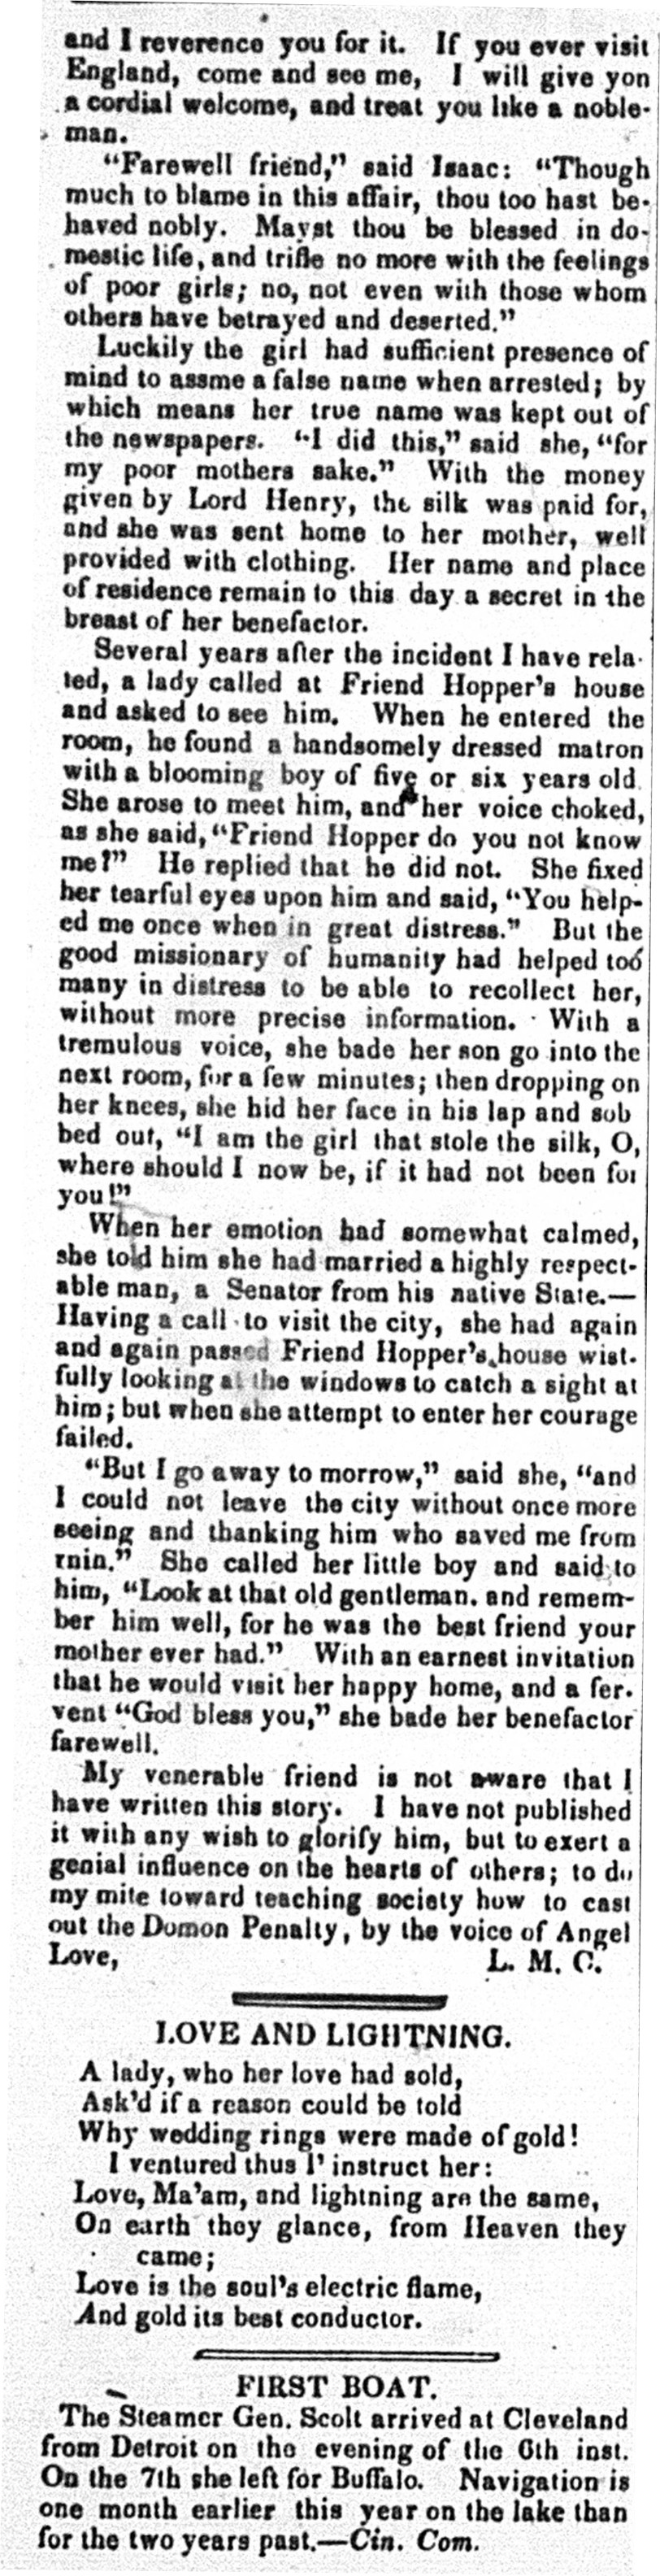 and I reverence you for it. If you ever visit
England, come and see me, I will give yon
a cordial welcome, and treat you like a noble-
man.
"Farewell friend," said Isaac: "Though
much to blame in this affair, thou too hast be-
haved nobly. Mayst thou be blessed in do-
mestic life, and trifle no more with the feelings
of poor girls; no, not even with those whom
others have betrayed and deserted."
Luckily the girl had sufficient presence of
mind to assme a false name when arrested; by
which means her true name was kept out of
the newspapers. "I did this," said she, "for
my poor mothers sake." With the money
given by Lord Henry, the silk was paid for,
and she was sent home to her mother, well
provided with clothing. Her name and place
of residence remain to this day a secret in the
breast of her benefactor.
Several years after the incident I have rela-
ted, a lady called at Friend Hopper's house
and asked to see him. When he entered the
room, he found a handsomely dressed matron
with a blooming boy of five or six years old.
She arose to meet him, and her voice choked,
as she said, "Friend Hopper do you not know
me?" He replied that he did not. She fixed
her tearful eyes upon him and said, "You help-
ed me once when in great distress." But the
good missionary of humanity had helped too
many in distress to be able to recollect her,
without more precise information. With a
tremulous voice, she bade her son go into the
next room, for a few minutes; then dropping on
her knees, she hid her face in his lap and sob
bed out, "I am the girl that stole the silk, O,
where should I now be, if it had not been for
you!"
When her emotion had somewhat calmed,
she told him she had married a highly respect-
able man, a Senator from his native State.—
Having a call to visit the city, she had again
and again passed Friend Hopper's house wist-
fully looking at the windows to catch a sight at
him; but when she attempt to enter her courage
failed.
"But I go away to morrow," said she, "and
I could not leave the city without once more
seeing and thanking him who saved me from
rnin." She called her little boy and said to
him, "Look at that old gentleman. and remem-
ber him well, for he was the best friend your
mother ever had." With an earnest invitation
that he would visit her happy home, and a fer-
vent "God bless you," she bade her benefactor
farewell.
My venerable friend is not aware that I
have written this story. I have not published
it with any wish to glorify him, but to exert a
genial influence on the hearts of others; to do
my mite toward teaching society how to cast
out the Domon Penalty, by the voice of Angel
Love, L. M. C.
LOVE AND LIGHTNING.
A lady, who her love had sold,
Ask'd if a reason could be told
Why wedding rings were made of gold!
I ventured thus l' instruct her:
Love, Ma'am, and lightning are the same,
On earth they glance, from Heaven they
came;
Love is the soul's electric flame,
And gold its best conductor.
FIRST BOAT.
The Steamer Gen. Scolt arrived at Cleveland
from Detroit on the evening of the 6th inst.
On the 7th she left for Buffalo. Navigation is
one month earlier this year on the lake than
for the two years past.—Cin. Com.